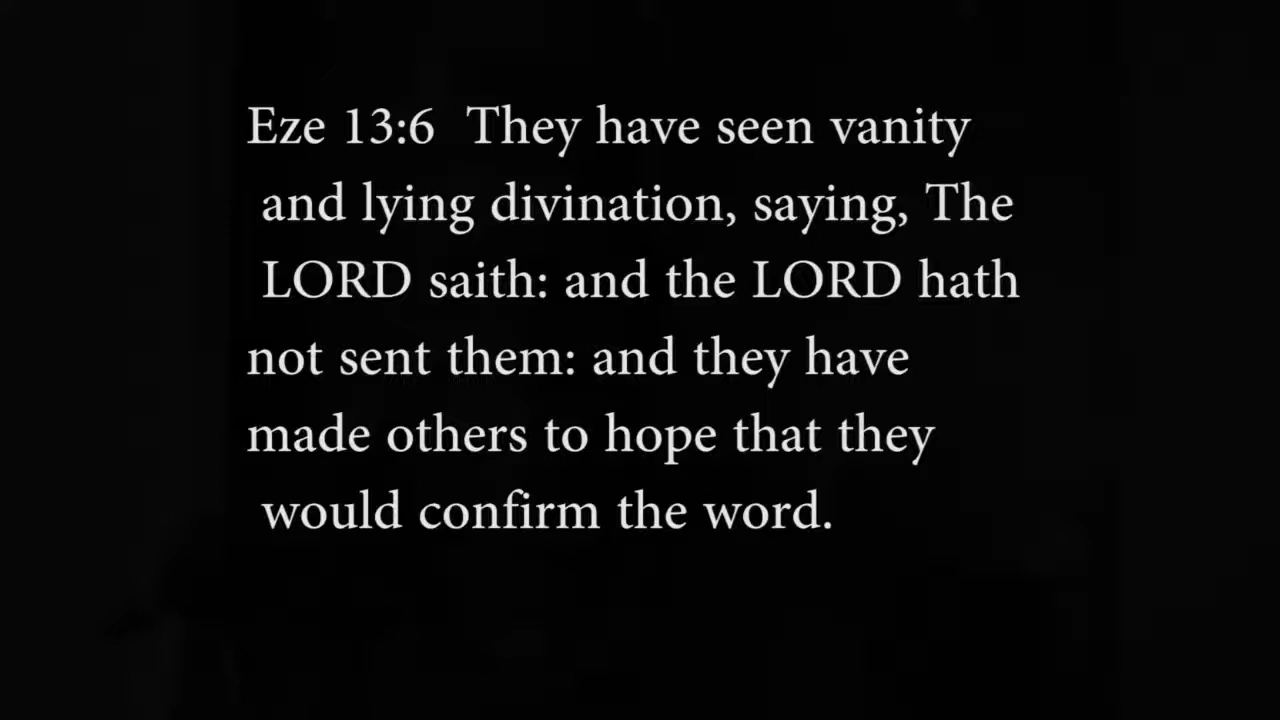 Eze 13:6 They have seen vanity
and lying divination, saying, The
LORD saith: and the LORD hath
not sent them: and they have
made others to hope that they
would confirm the word.